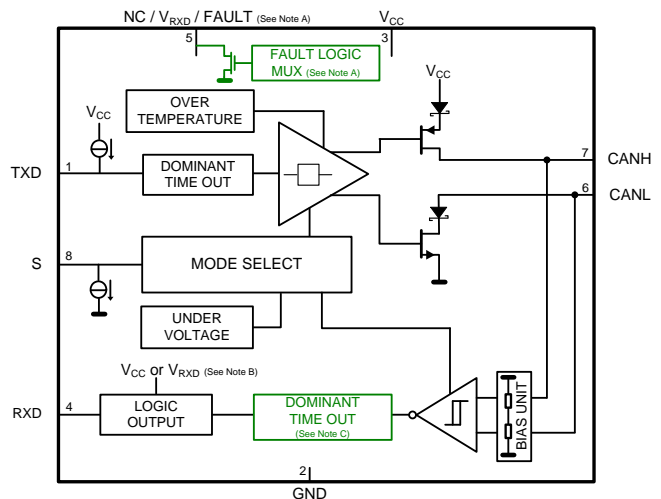 NC / VRXD / FAULT (See Note A)
VCC
5
3
FAULT LOGIC
MUX (See Note A)
VCC
OVER
TEMPERATURE
VCC
TXD
1
DOMINANT
TIME OUT
7
CANH
6
CANL
S
8
MODE SELECT
UNDER
VOLTAGE
VCC or VRXD (See Note B)
RXD
4
LOGIC
OUTPUT
DOMINANT
TIME OUT
(See Note C)
BIAS UNIT
2
GND